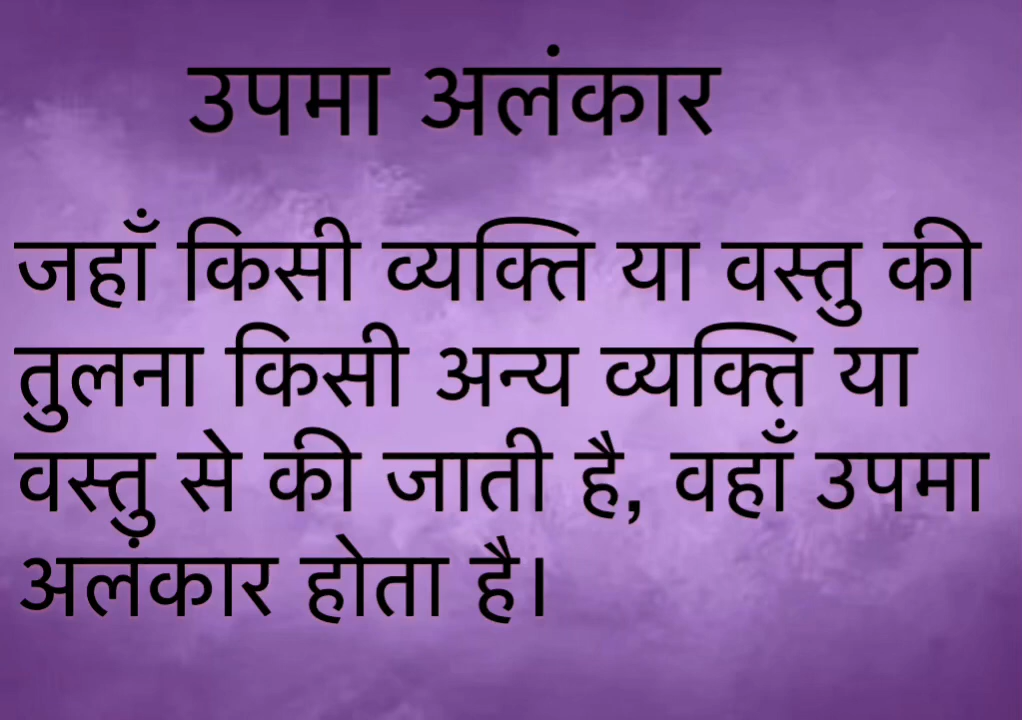 उपमा अलंकार
जहाँ किसी व्यक्ति या वस्तु की
तुलना किसी अन्य व्यक्ति या
वस्तु से की जाती है, वहाँ उपमा
अलंकार होता है।